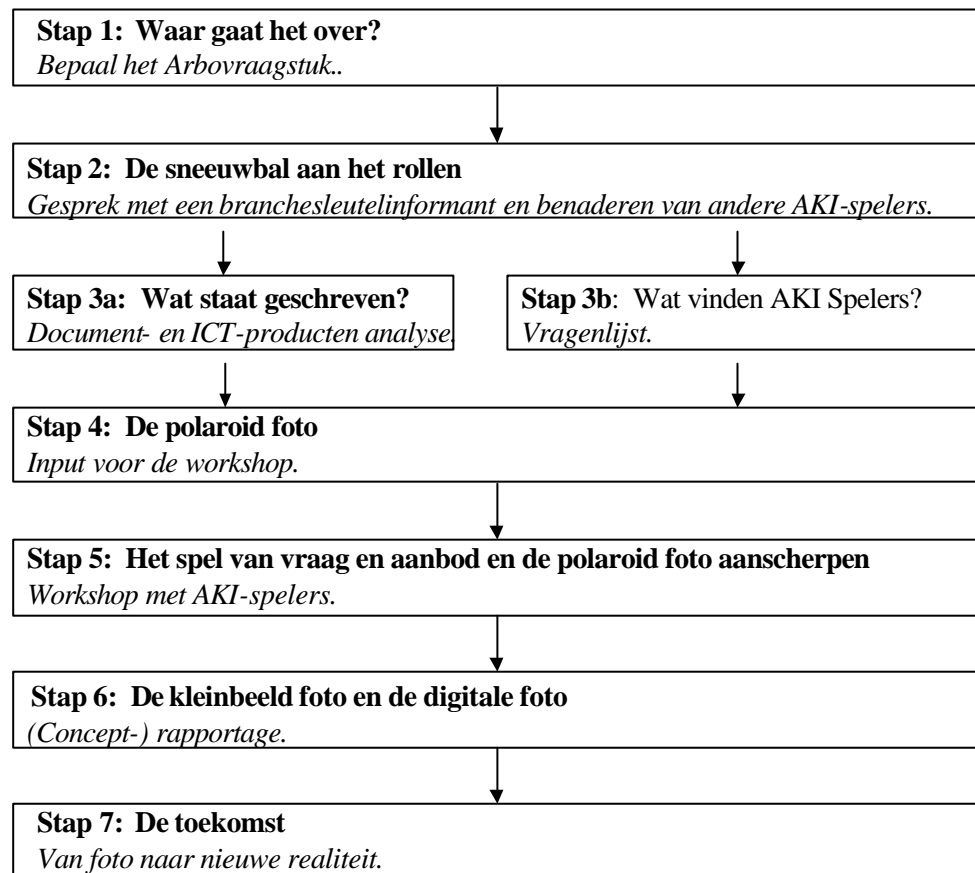 Stap 1: Waar gaat het over?
Bepaal het Arbovraagstuk..
Stap 2: De sneeuwbal aan het rollen
Gesprek met een branchesleutelinformant en benaderen van andere AKI-spelers.
Stap 3a: Wat staat geschreven?
Document- en ICT-producten analyse.
Stap 3b: Wat vinden AKI Spelers?
Vragenlijst.
Stap 4: De polaroid foto
Input voor de workshop.
Stap 5: Het spel van vraag en aanbod en de polaroid foto aanscherpen
Workshop met AKI-spelers.
Stap 6: De kleinbeeld foto en de digitale foto
(Concept-) rapportage.
Stap 7: De toekomst
Van foto naar nieuwe realiteit.